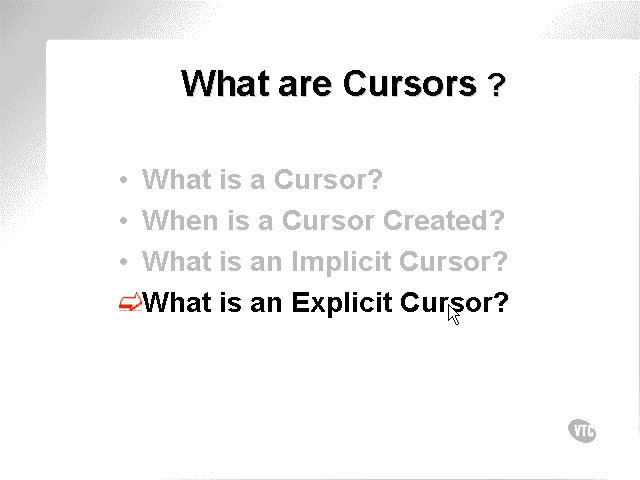 What are Cursors ?
• What is a Cursor?
• When is a Cursor Created?
• What is an Implicit Cursor?
What is an Explicit Cursor?
VTC